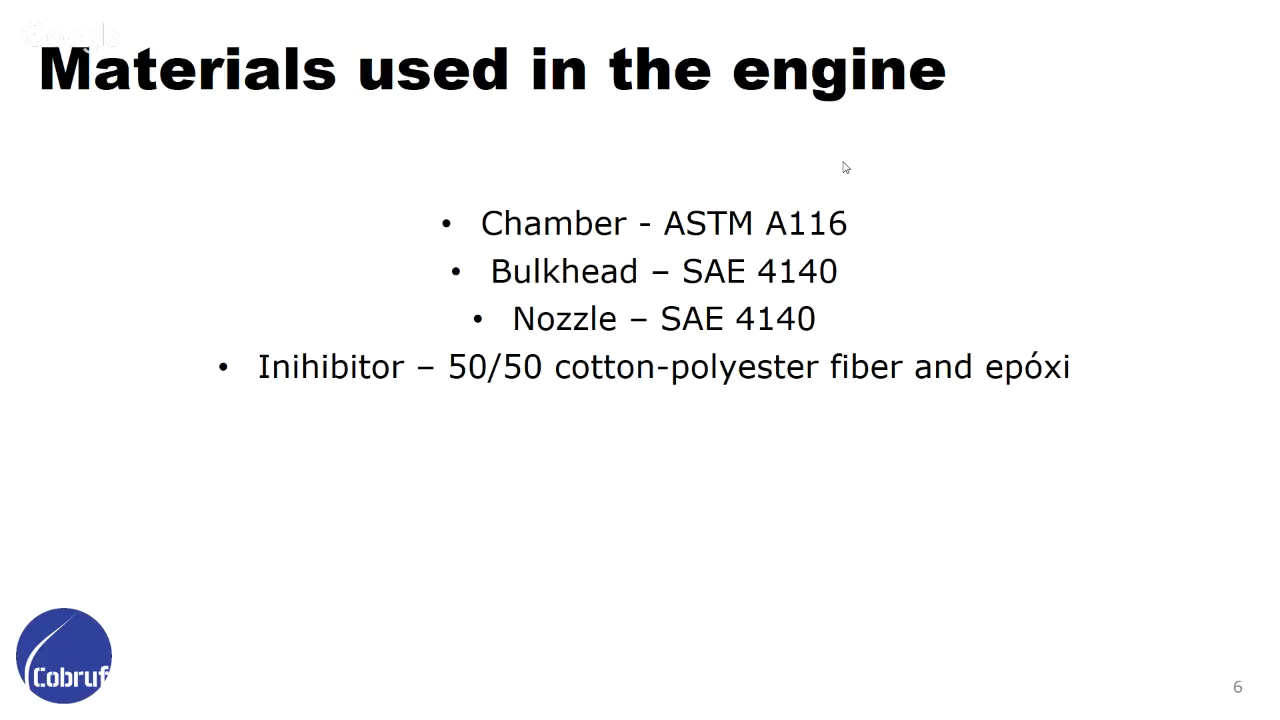 Google
Materials used in the engine
• Chamber - ASTM A116
• Bulkhead – SAE 4140
• Nozzle – SAE 4140
• Inihibitor – 50/50 cotton-polyester fiber and epóxi
Cobruf
6